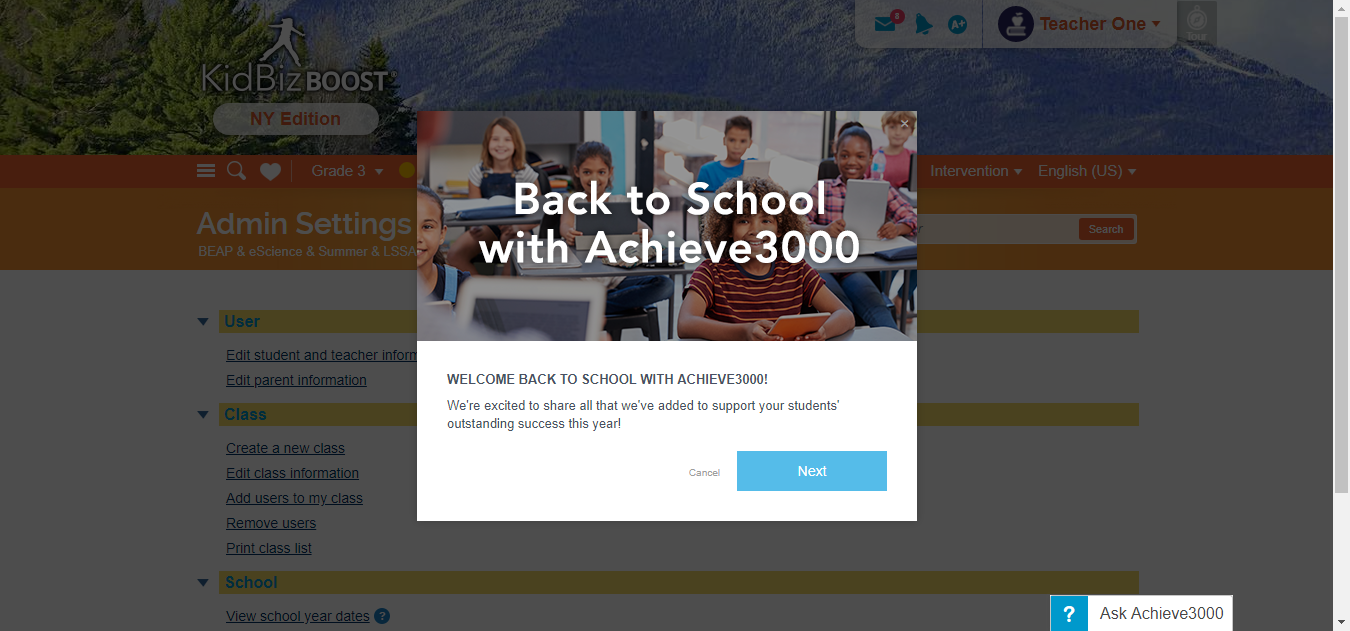 8
A+
Teacher One
Tour
KidBiz BOOST®
NY Edition
Grade 3
Intervention
English (US)
Admin Settings
BEAP & eScience & Summer & LSSA
Search
×
Back to School
with Achieve3000
User
Edit student and teacher inform
Edit parent information
WELCOME BACK TO SCHOOL WITH ACHIEVE3000!
We're excited to share all that we've added to support your students'
outstanding success this year!
Cancel
Next
Class
Create a new class
Edit class information
Add users to my class
Remove users
Print class list
School
View school year dates ?
? Ask Achieve3000